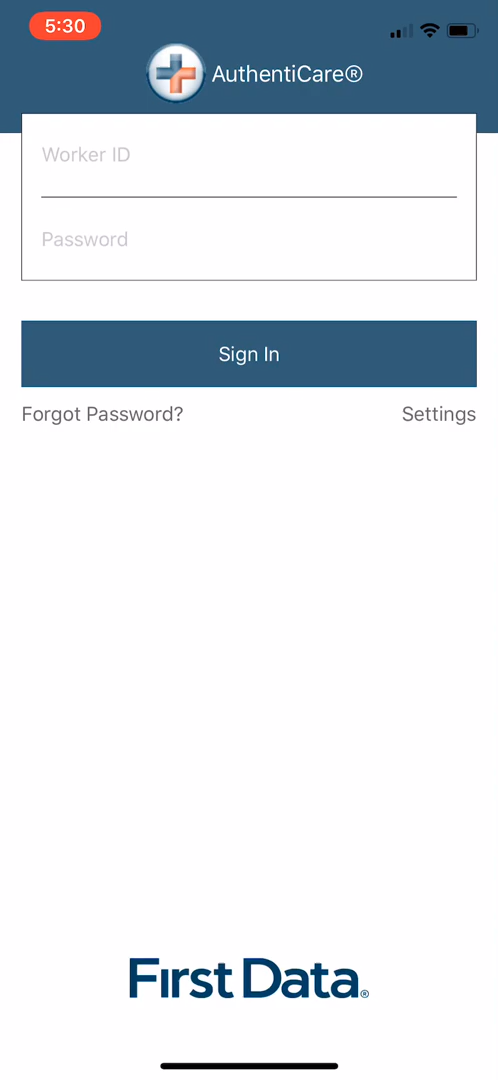 5:30
AuthentiCare®
Worker ID
Password
Sign In
Forgot Password?
Settings
First Data®